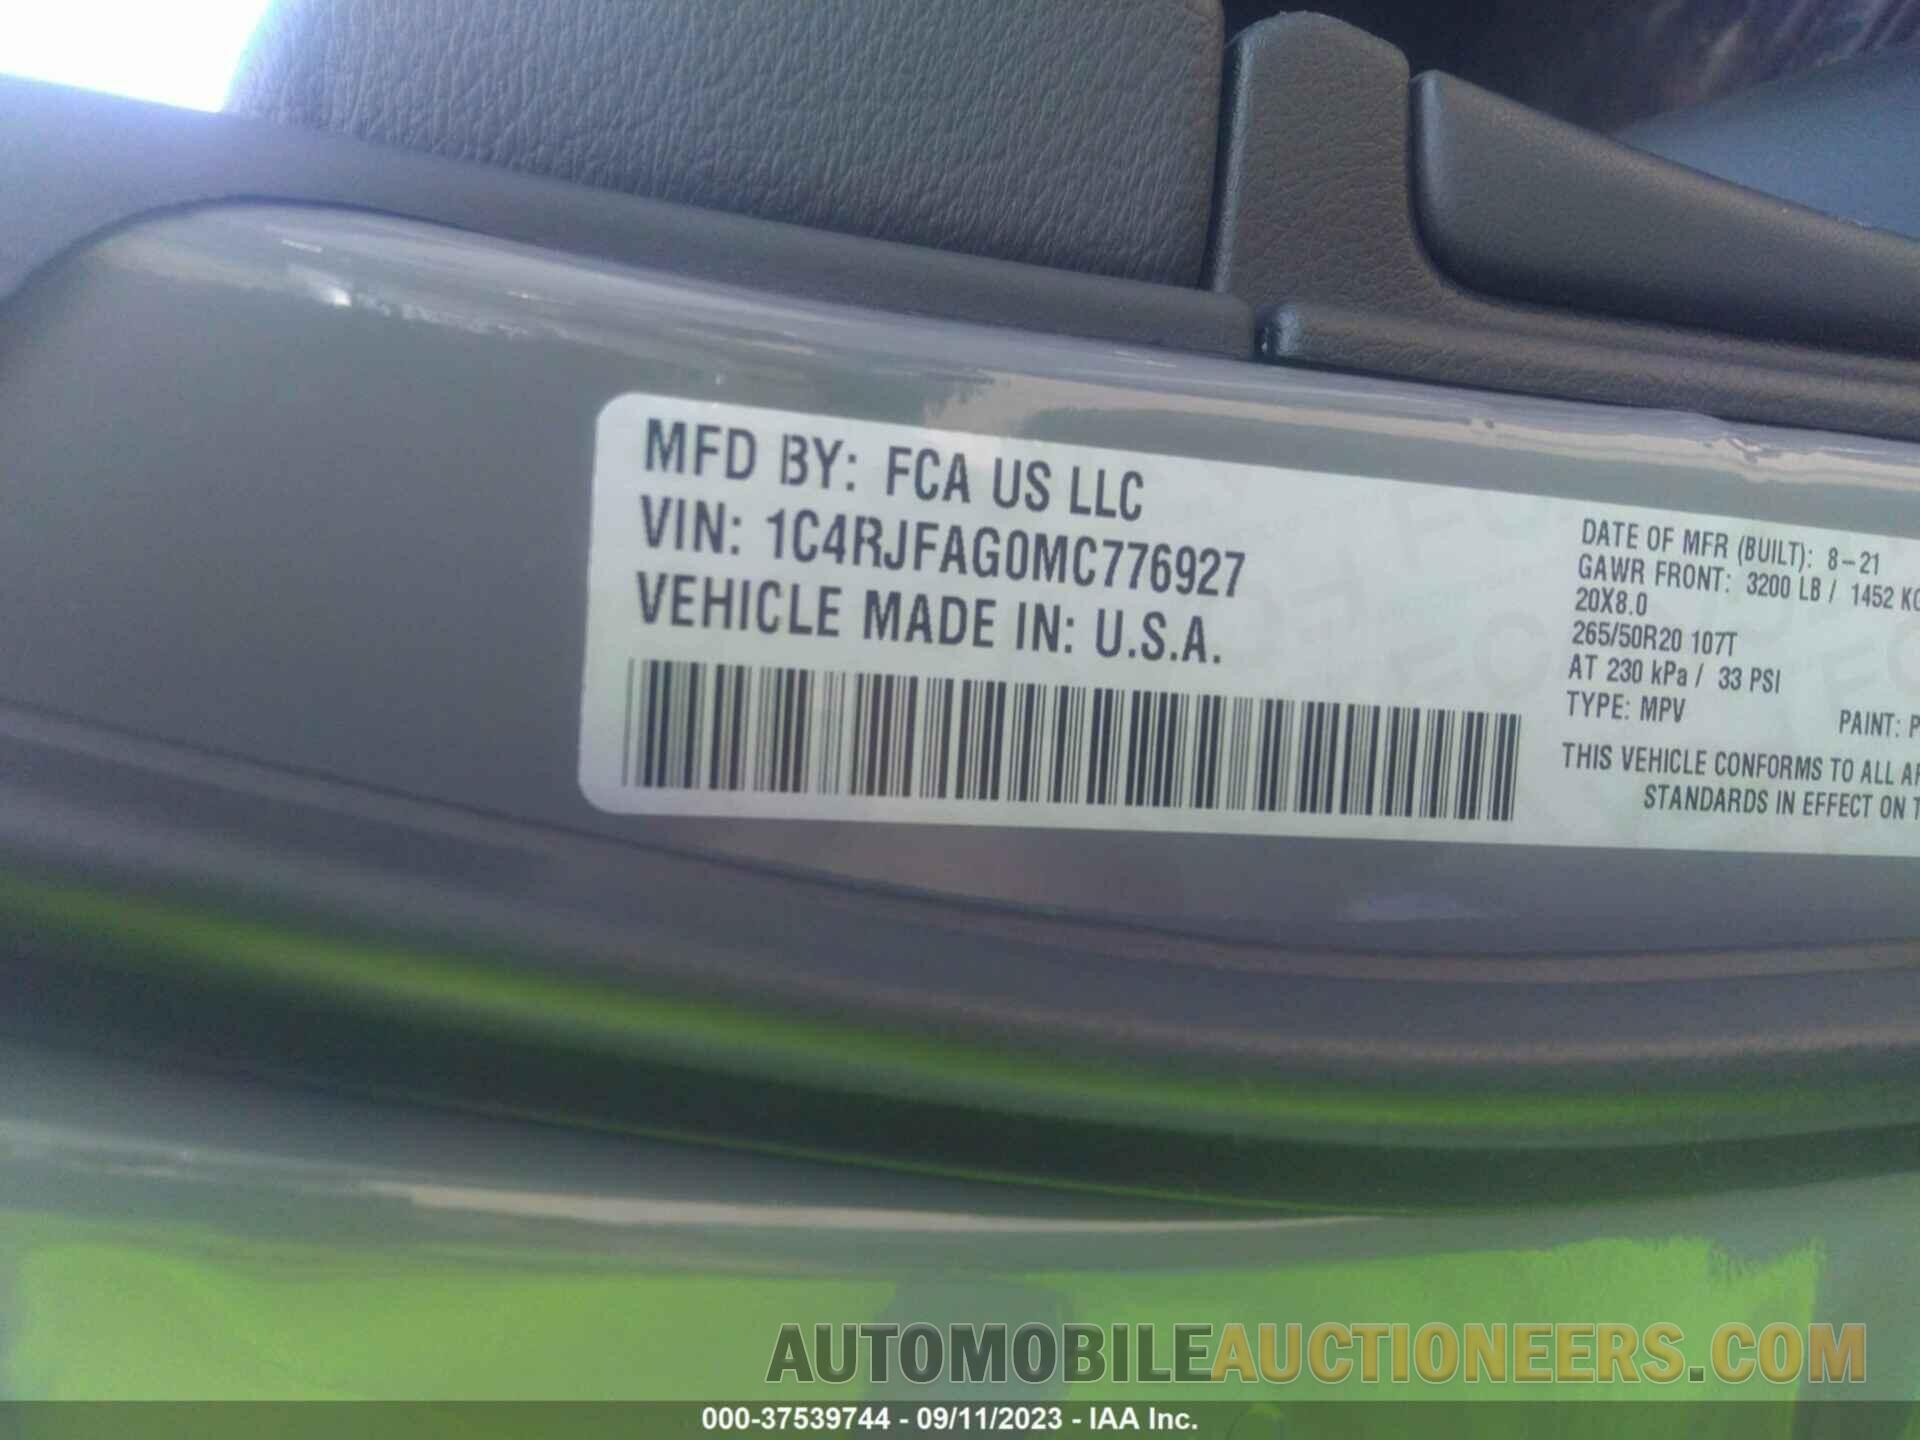 MFD BY: FCA US LLC
VIN: 1C4RJFAG0MC776927
VEHICLE MADE IN: U.S.A.
DATE OF MFR (BUILT): 8-21
GAWR FRONT: 3200 LB / 1452 KG
20X8.0
265/50R20 107T
AT 230 kPa / 33 PSI
TYPE: MPV
PAINT: P
THIS VEHICLE CONFORMS TO ALL AP
STANDARDS IN EFFECT ON T
AUTOMOBILEAUCTIONEERS.COM
000-37539744 - 09/11/2023 - IAA Inc.